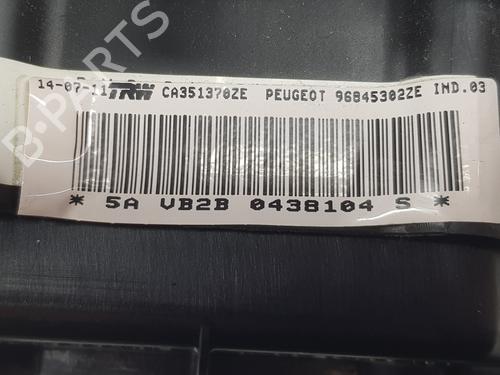 14-07-11 TRW CA351370ZE PEUGEOT 96845302ZE IND.03
* 5A VB2B 0438104 S *
B-PARTS